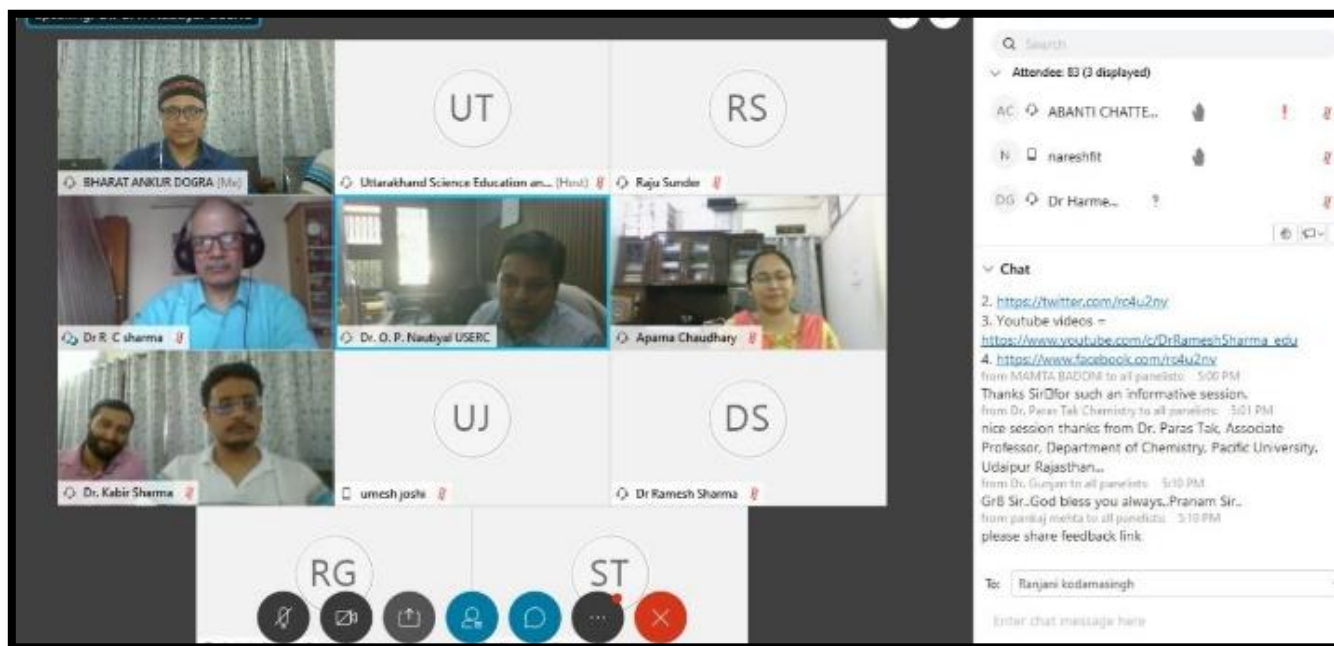 Speaking: Dr. O. P. Nautiyal USERC
BHARAT ANKUR DOGRA (Me)
UT
Uttarakhand Science Education an... (Host)
RS
Raju Sunder
Dr R C sharma
Dr. O. P. Nautiyal USERC
Aparna Chaudhary
Dr. Kabir Sharma
UJ
umesh joshi
DS
Dr Ramesh Sharma
RG
ST
Search
Attendee: 83 (3 displayed)
AC ABANTI CHATTE...
N nareshfit
DG Dr Harme... ?
Chat
2. https://twitter.com/rc4u2nv
3. Youtube videos =
https://www.youtube.com/c/DrRameshSharma_edu
4. https://www.facebook.com/rc4u2nv
from MAMTA BADONI to all panelists: 5:00 PM
Thanks Sir for such an informative session.
from Dr. Paras Tak Chemistry to all panelists: 5:01 PM
nice session thanks from Dr. Paras Tak, Associate
Professor, Department of Chemistry, Pacific University,
Udaipur Rajasthan...
from Dr. Gunjan to all panelists: 5:10 PM
Gr8 Sir..God bless you always..Pranam Sir..
from pankaj mehta to all panelists: 5:10 PM
please share feedback link
To: Ranjani kodamasingh
Enter chat message here